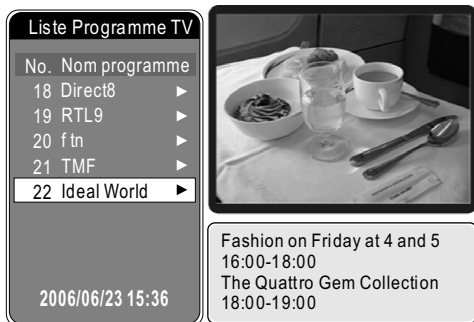 Liste Programme TV
No. Nom programme
18 Direct8
19 RTL9
20 f tn
21 TMF
22 Ideal World
2006/06/23 15:36
Fashion on Friday at 4 and 5
16:00-18:00
The Quattro Gem Collection
18:00-19:00